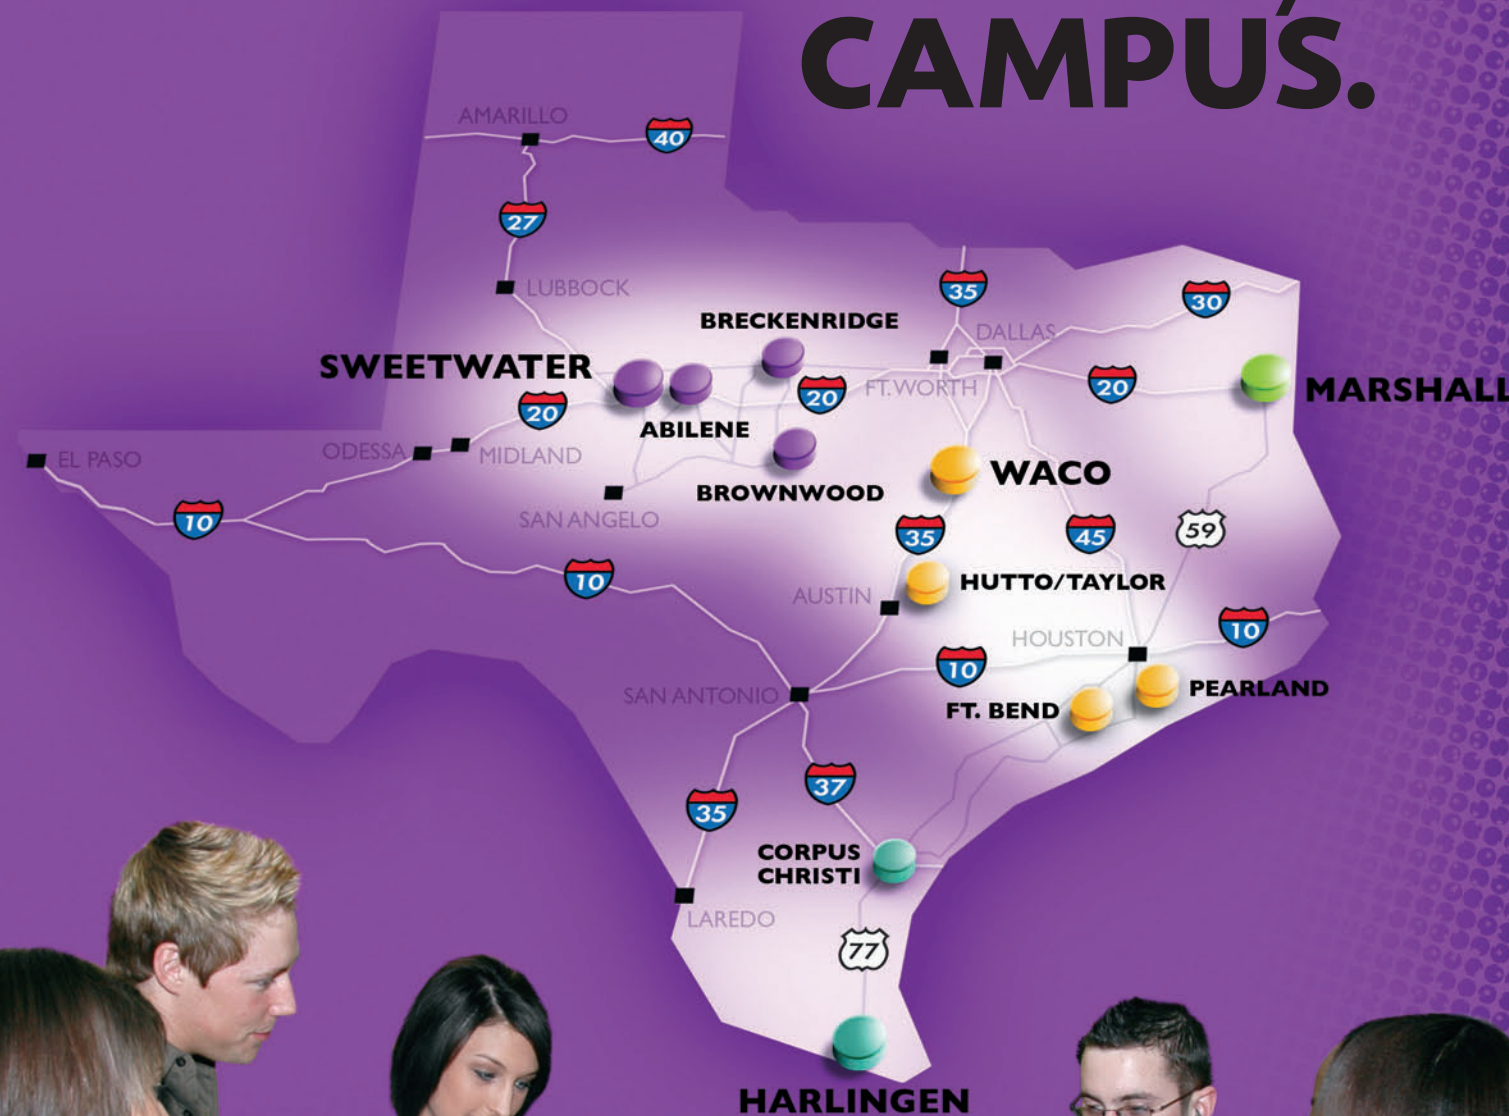 CAMPUS.
AMARILLO
40
27
LUBBOCK
35
30
BRECKENRIDGE
DALLAS
SWEETWATER
20
FT. WORTH
20
MARSHALL
20
ABILENE
EL PASO
ODESSA
MIDLAND
WACO
BROWNWOOD
SAN ANGELO
10
35
45
59
10
HUTTO/TAYLOR
AUSTIN
HOUSTON
10
10
SAN ANTONIO
PEARLAND
FT. BEND
37
35
CORPUS
CHRISTI
LAREDO
77
HARLINGEN